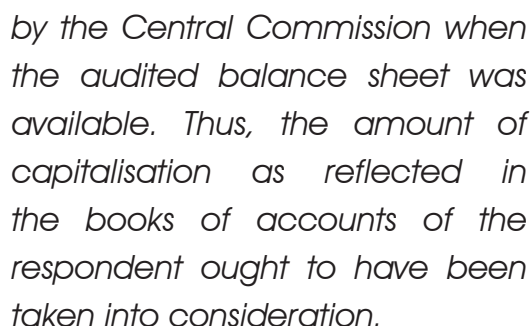 by the Central Commission when
the audited balance sheet was
available. Thus, the amount of
capitalisation as reflected in
the books of accounts of the
respondent ought to have been
taken into consideration.